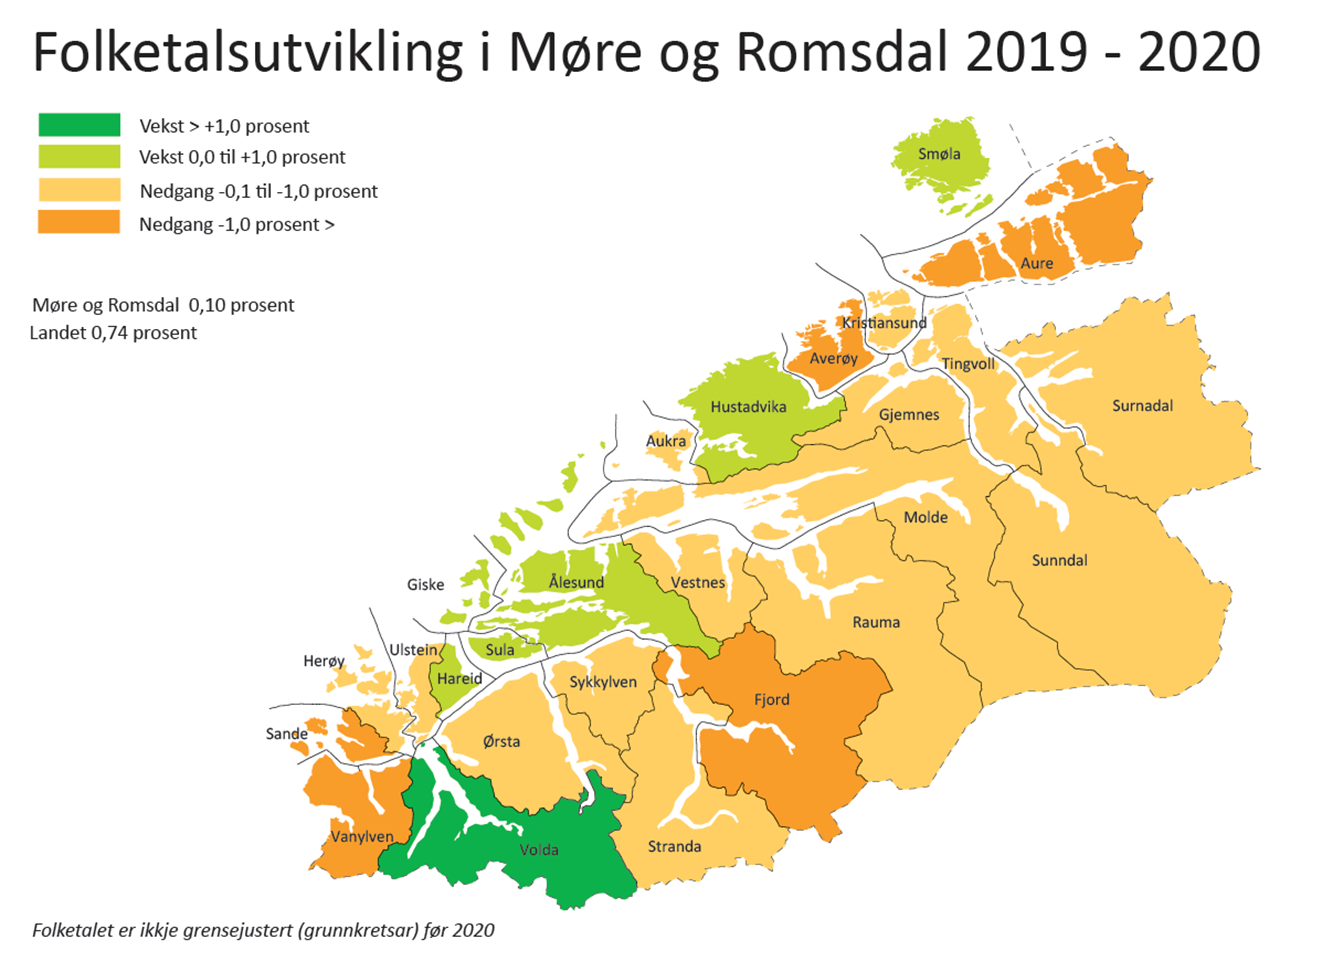 Folketalsutvikling i Møre og Romsdal 2019 - 2020
Vekst > +1,0 prosent
Vekst 0,0 til +1,0 prosent
Nedgang -0,1 til -1,0 prosent
Nedgang -1,0 prosent >
Møre og Romsdal 0,10 prosent
Landet 0,74 prosent
Smøla
Aure
Kristiansund
Averøy
Tingvoll
Hustadvika
Gjemnes
Surnadal
Aukra
Molde
Sunndal
Giske
Ålesund
Vestnes
Rauma
Ulstein
Sula
Herøy
Hareid
Sykkylven
Fjord
Sande
Ørsta
Vanylven
Volda
Stranda
Folketalet er ikkje grensejustert (grunnkretsar) før 2020